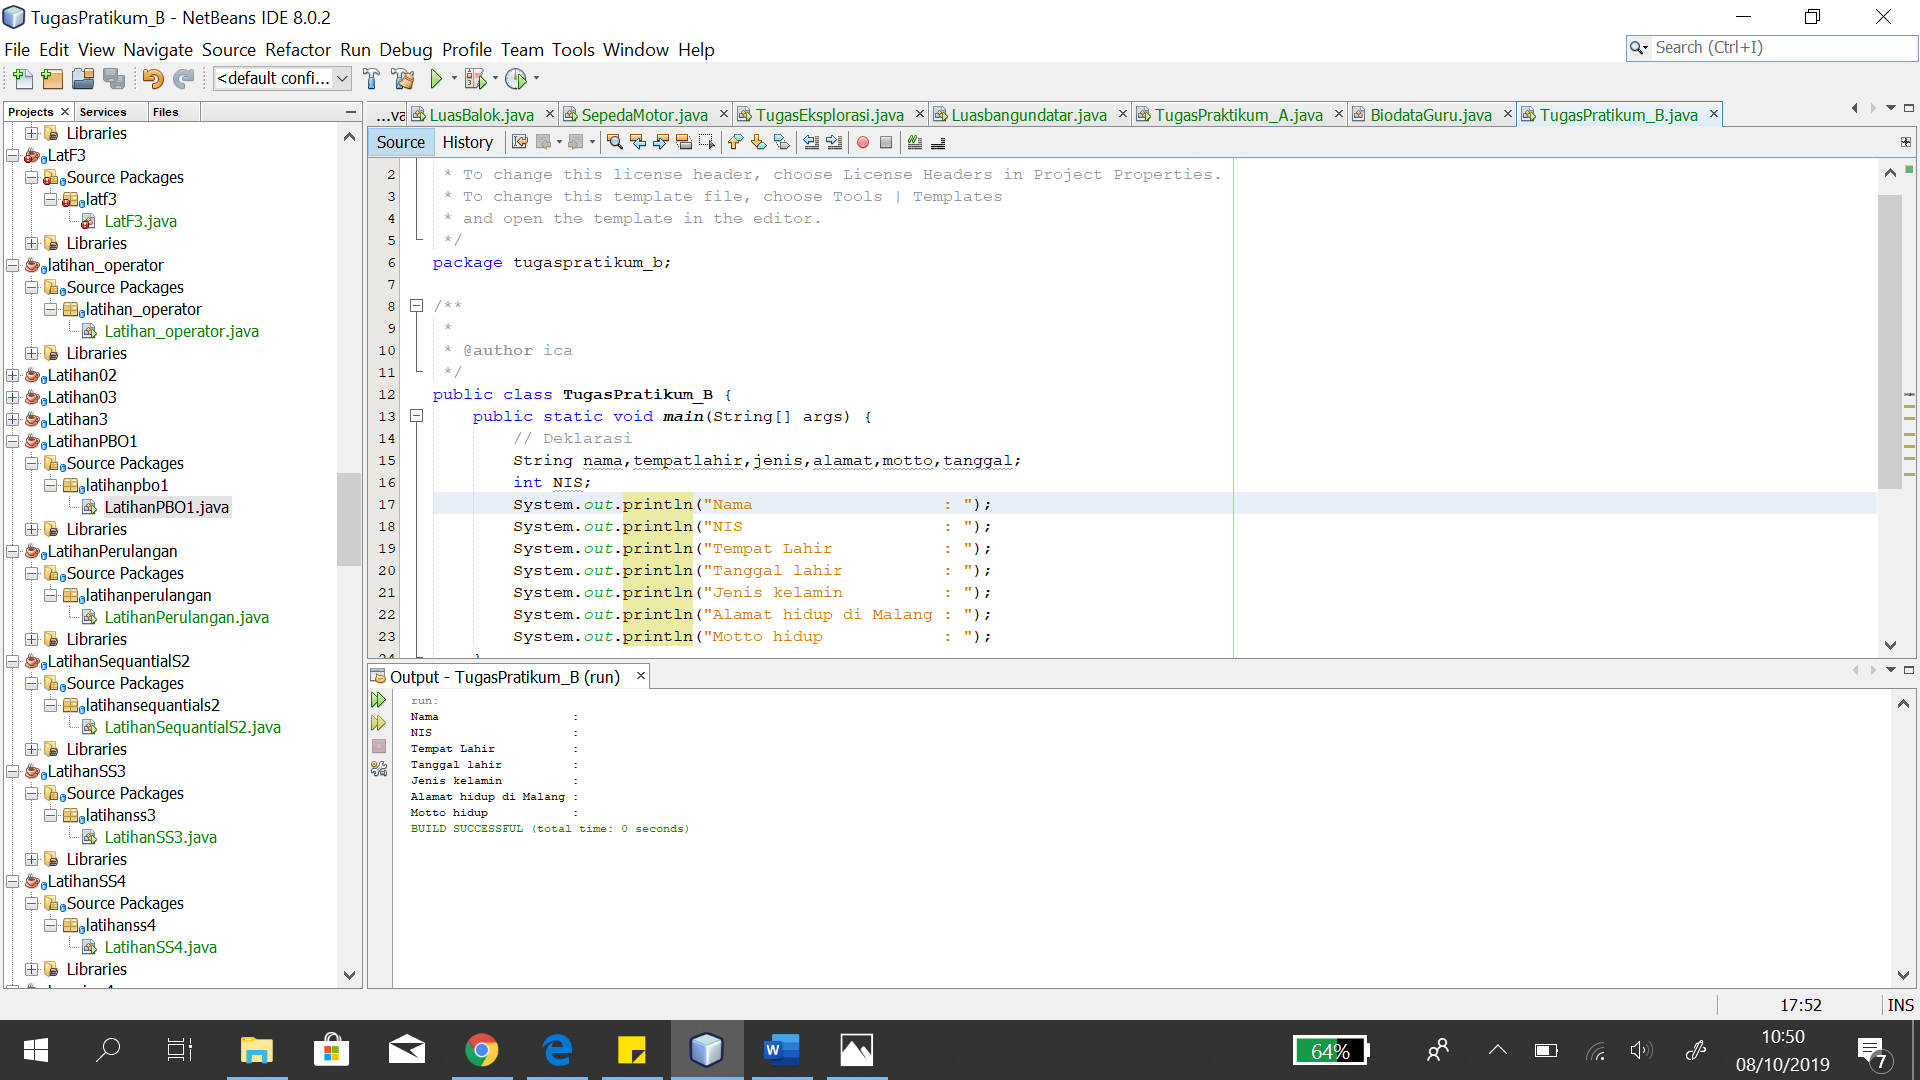 TugasPratikum_B - NetBeans IDE 8.0.2
File Edit View Navigate Source Refactor Run Debug Profile Team Tools Window Help
Search (Ctrl+I)
<default confi...
Projects Services Files
Libraries
LatF3
Source Packages
latf3
LatF3.java
Libraries
latihan_operator
Source Packages
latihan_operator
Latihan_operator.java
Libraries
Latihan02
Latihan03
Latihan3
LatihanPBO1
Source Packages
latihanpbo1
LatihanPBO1.java
Libraries
LatihanPerulangan
Source Packages
latihanperulangan
LatihanPerulangan.java
Libraries
LatihanSequantialS2
Source Packages
latihansequantials2
LatihanSequantialS2.java
Libraries
LatihanSS3
Source Packages
latihanss3
LatihanSS3.java
Libraries
LatihanSS4
Source Packages
latihanss4
LatihanSS4.java
Libraries
...va LuasBalok.java SepedaMotor.java TugasEksplorasi.java Luasbangundatar.java TugasPraktikum_A.java BiodataGuru.java TugasPratikum_B.java
Source History
2 * To change this license header, choose License Headers in Project Properties.
3 * To change this template file, choose Tools | Templates
4 * and open the template in the editor.
5 */
6 package tugaspratikum_b;
7
8 /**
9 *
10 * @author ica
11 */
12 public class TugasPratikum_B {
13 public static void main(String[] args) {
14 // Deklarasi
15 String nama,tempatlahir,jenis,alamat,motto,tanggal;
16 int NIS;
17 System.out.println("Nama                   : ");
18 System.out.println("NIS                    : ");
19 System.out.println("Tempat Lahir           : ");
20 System.out.println("Tanggal lahir          : ");
21 System.out.println("Jenis kelamin          : ");
22 System.out.println("Alamat hidup di Malang : ");
23 System.out.println("Motto hidup            : ");
24 }
Output - TugasPratikum_B (run)
run:
Nama                   :
NIS                    :
Tempat Lahir           :
Tanggal lahir          :
Jenis kelamin          :
Alamat hidup di Malang :
Motto hidup            :
BUILD SUCCESSFUL (total time: 0 seconds)
17:52 INS
64%
10:50
08/10/2019
7